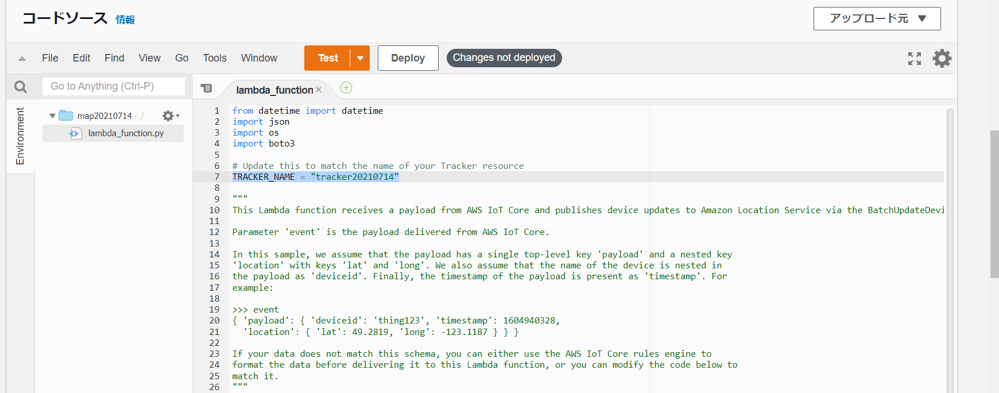 コードソース 情報
アップロード元
File Edit Find View Go Tools Window Test Deploy Changes not deployed
Go to Anything (Ctrl-P)
lambda_function
Environment
map20210714 - /
lambda_function.py
1 from datetime import datetime
2 import json
3 import os
4 import boto3
5
6 # Update this to match the name of your Tracker resource
7 TRACKER_NAME = "tracker20210714"
8
9 """
10 This Lambda function receives a payload from AWS IoT Core and publishes device updates to Amazon Location Service via the BatchUpdateDevi
11
12 Parameter 'event' is the payload delivered from AWS IoT Core.
13
14 In this sample, we assume that the payload has a single top-level key 'payload' and a nested key
15 'location' with keys 'lat' and 'long'. We also assume that the name of the device is nested in
16 the payload as 'deviceid'. Finally, the timestamp of the payload is present as 'timestamp'. For
17 example:
18
19 >>> event
20 { 'payload': { 'deviceid': 'thing123', 'timestamp': 1604940328,
21 'location': { 'lat': 49.2819, 'long': -123.1187 } } }
22
23 If your data does not match this schema, you can either use the AWS IoT Core rules engine to
24 format the data before delivering it to this Lambda function, or you can modify the code below to
25 match it.
26 """